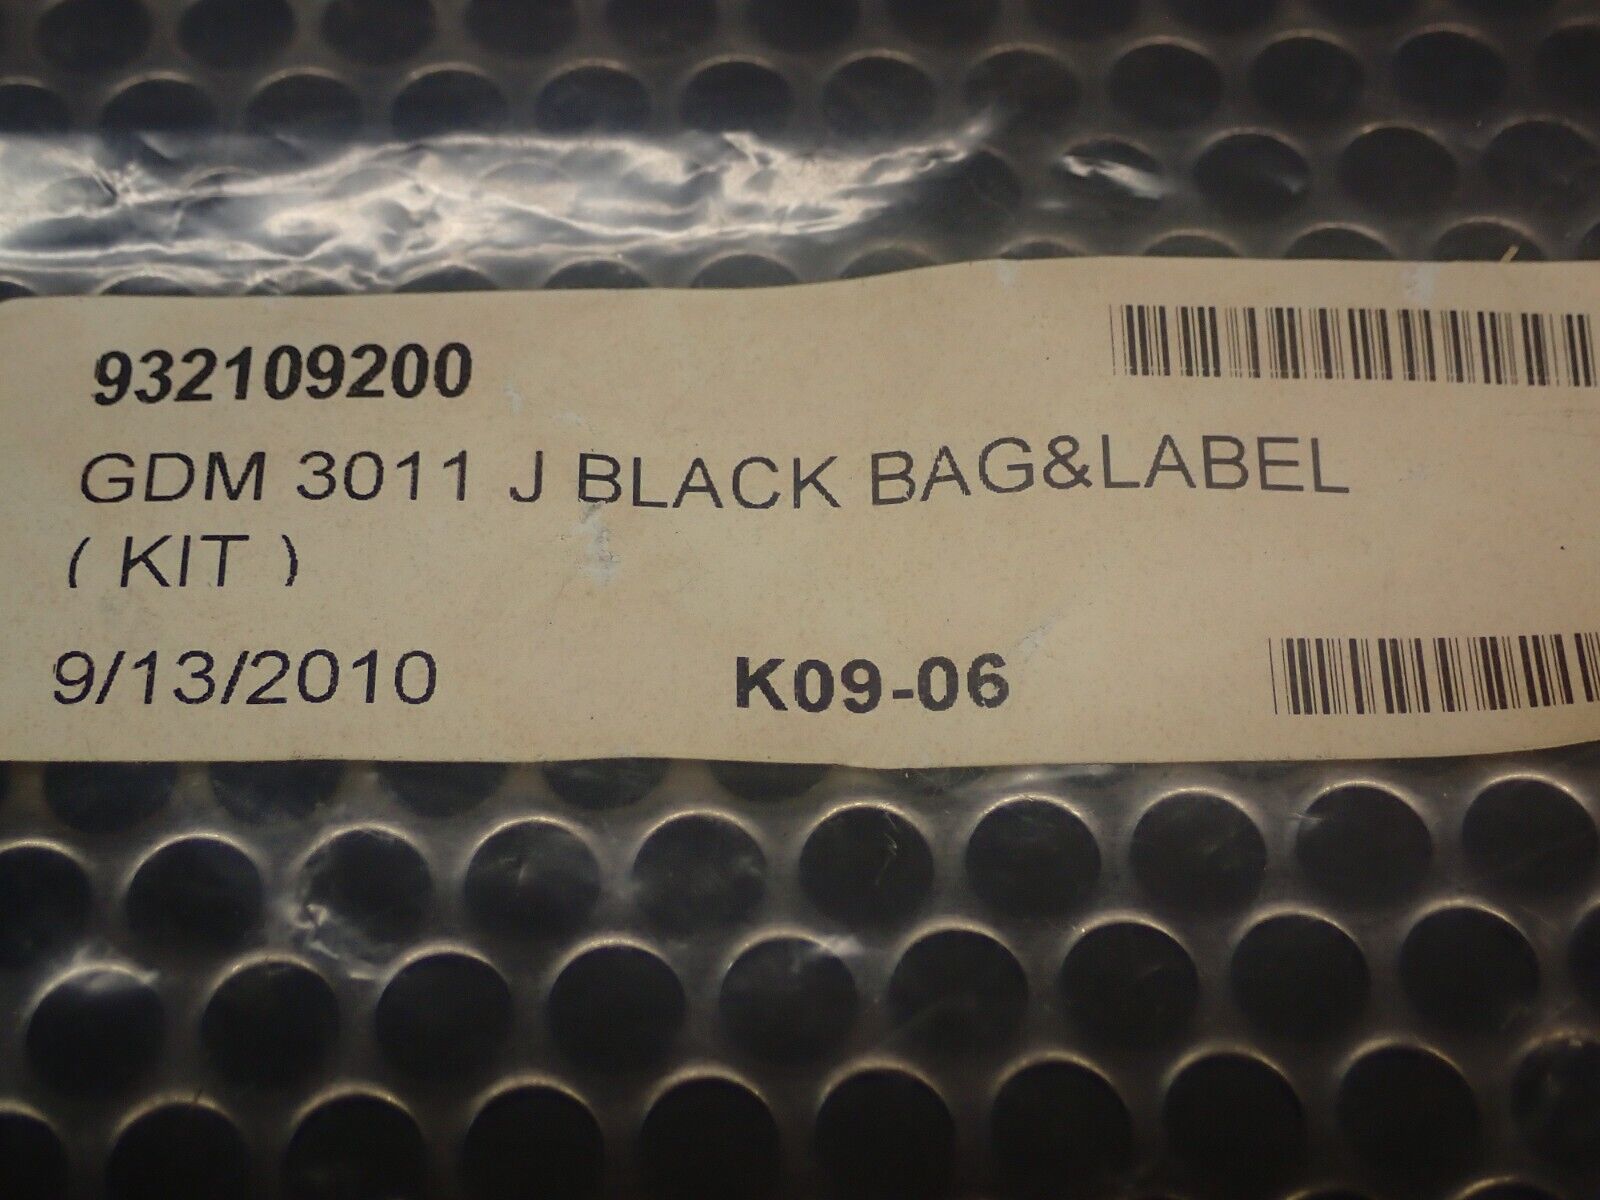 932109200
GDM 3011 J BLACK BAG&LABEL
( KIT )
9/13/2010 K09-06